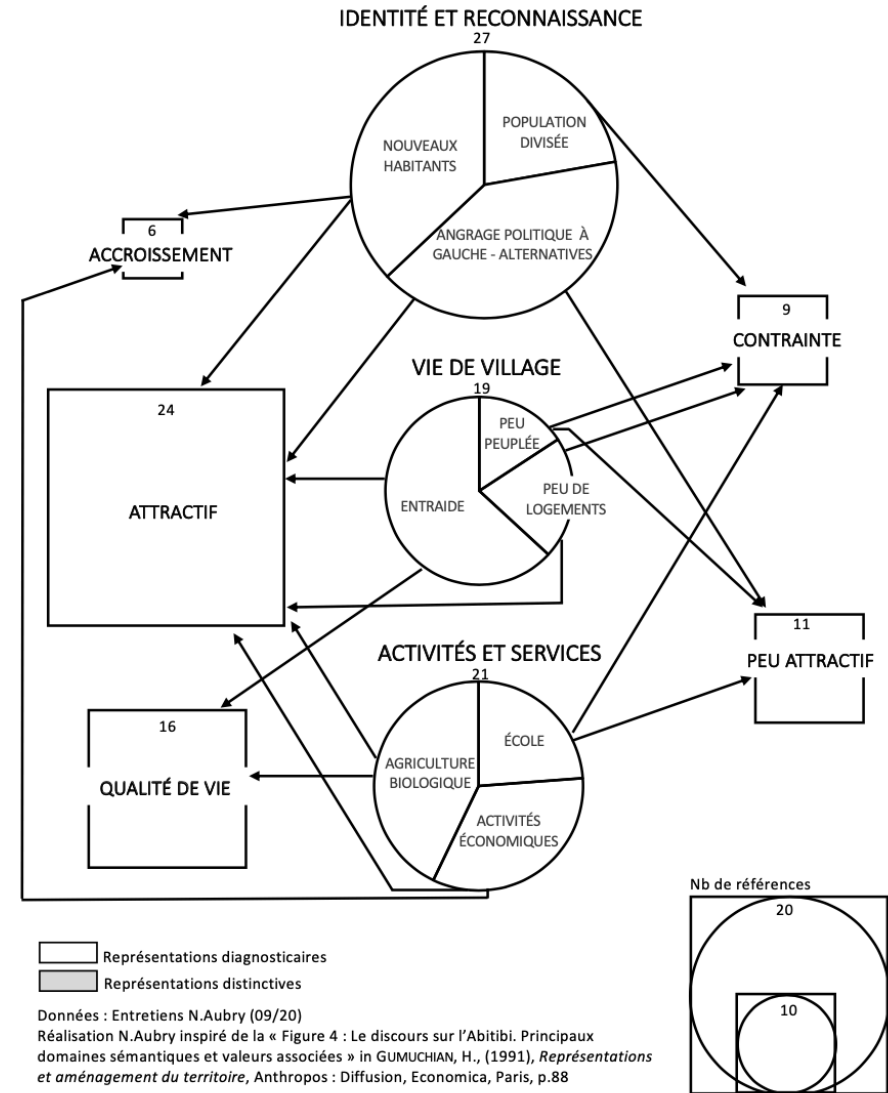 IDENTITÉ ET RECONNAISSANCE
27
POPULATION
DIVISÉE
NOUVEAUX
HABITANTS
ANGRAGE POLITIQUE À
GAUCHE - ALTERNATIVES
6
ACCROISSEMENT
9
CONTRAINTE
VIE DE VILLAGE
19
PEU
PEUPLÉE
ENTRAIDE
PEU DE
LOGEMENTS
24
ATTRACTIF
11
PEU ATTRACTIF
ACTIVITÉS ET SERVICES
21
ÉCOLE
AGRICULTURE
BIOLOGIQUE
ACTIVITÉS
ÉCONOMIQUES
16
QUALITÉ DE VIE
Nb de références
20
10
Représentations diagnosticaires
Représentations distinctives
Données : Entretiens N.Aubry (09/20)
Réalisation N.Aubry inspiré de la « Figure 4 : Le discours sur l'Abitibi. Principaux
domaines sémantiques et valeurs associées » in GUMUCHIAN, H., (1991), Représentations
et aménagement du territoire, Anthropos : Diffusion, Economica, Paris, p.88